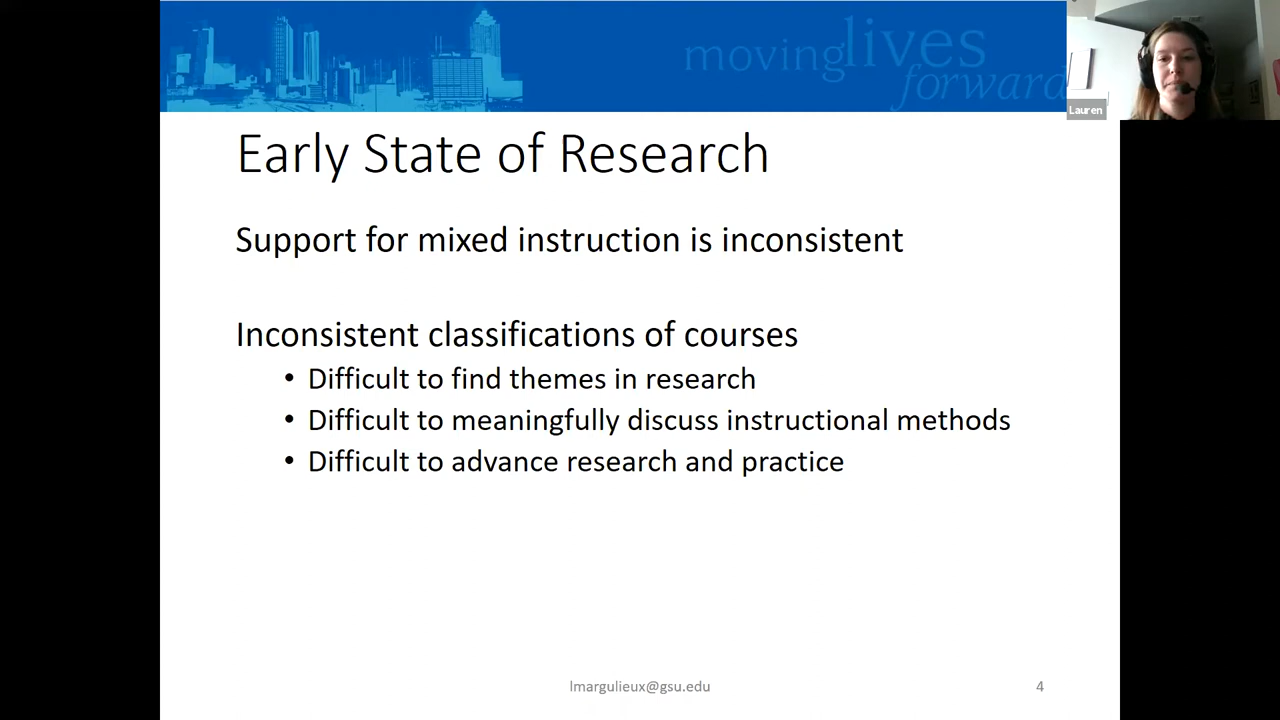 movinglives
forward
Lauren
Early State of Research
Support for mixed instruction is inconsistent
Inconsistent classifications of courses
• Difficult to find themes in research
• Difficult to meaningfully discuss instructional methods
• Difficult to advance research and practice
lmargulieux@gsu.edu
4